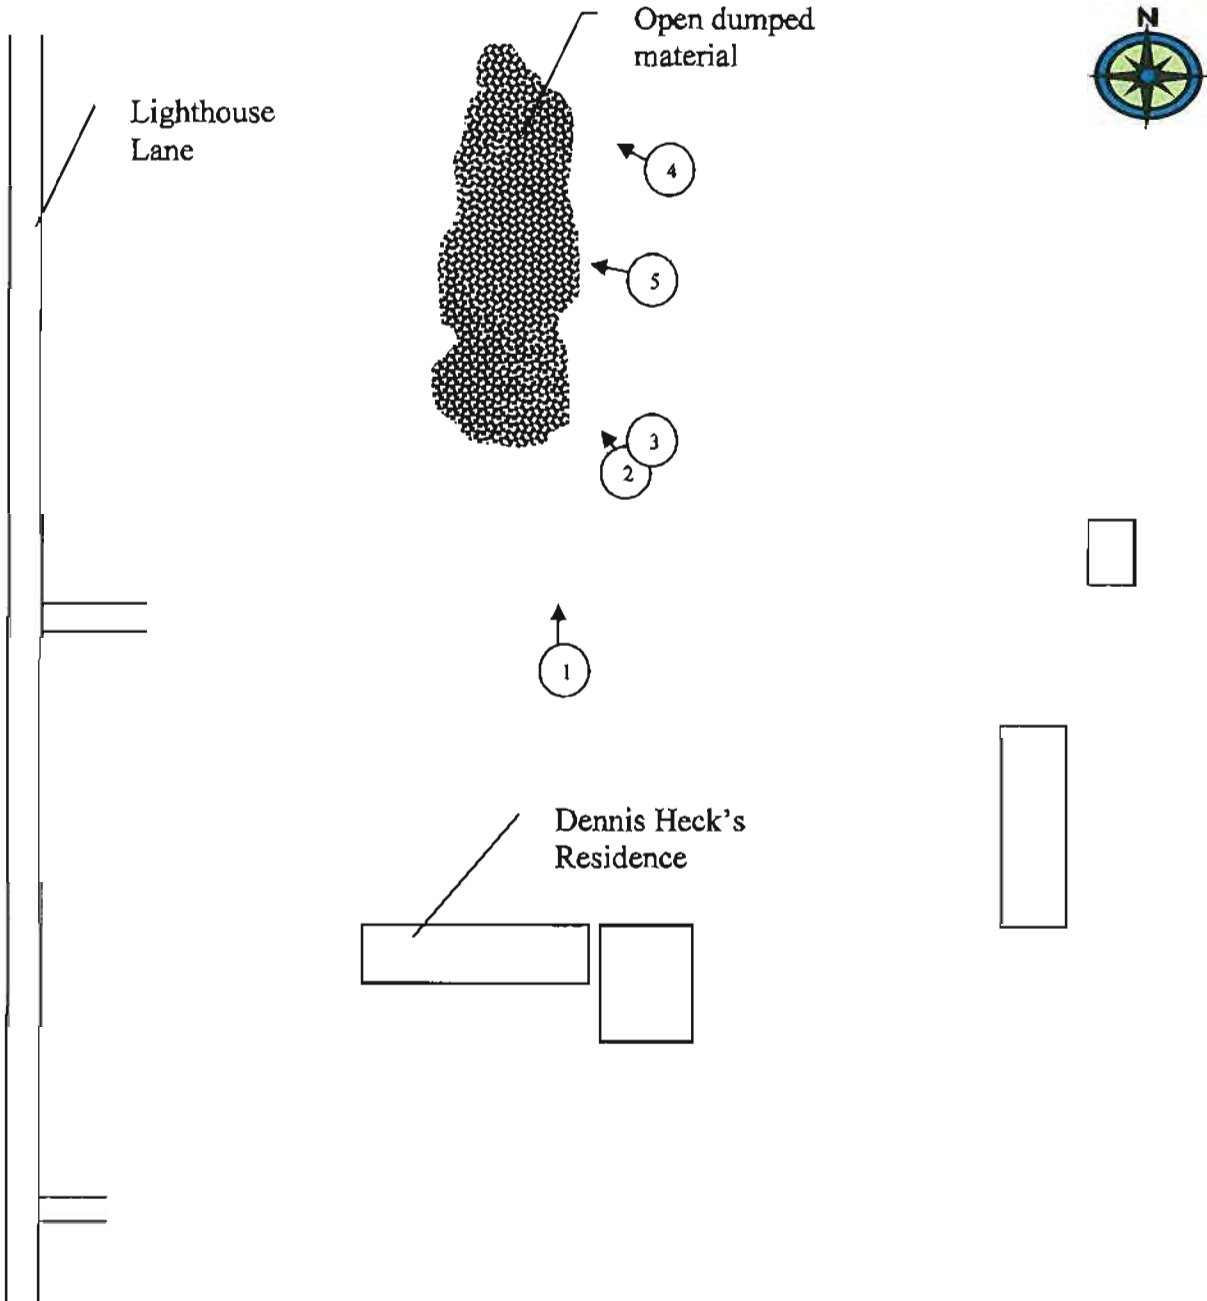 Open dumped
material
N
Lighthouse
Lane
4
5
3
2
1
Dennis Heck's
Residence